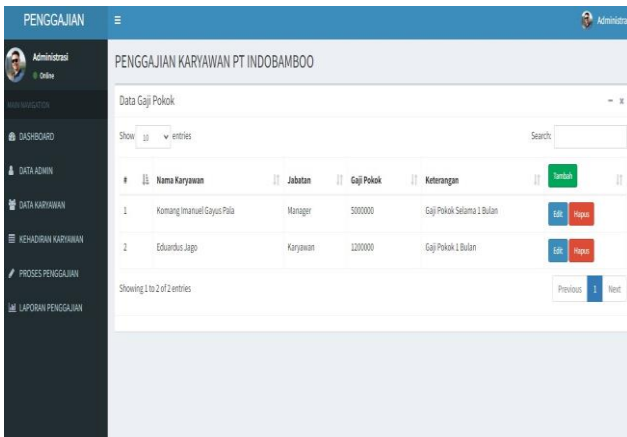 PENGGAJIAN
Administra
Administrasi
Online
MAIN NAVIGATION
DASHBOARD
DATA ADMIN
DATA KARYAWAN
KEHADIRAN KARYAWAN
PROSES PENGGAJIAN
LAPORAN PENGGAJIAN
PENGGAJIAN KARYAWAN PT INDOBAMBOO
Data Gaji Pokok
Show 10 entries Search:
# Nama Karyawan Jabatan Gaji Pokok Keterangan Tambah
1 Komang Imanuel Gayus Pala Manager 5000000 Gaji Pokok Selama 1 Bulan Edit Hapus
2 Eduardus Jago Karyawan 1200000 Gaji Pokok 1 Bulan Edit Hapus
Showing 1 to 2 of 2 entries Previous 1 Next